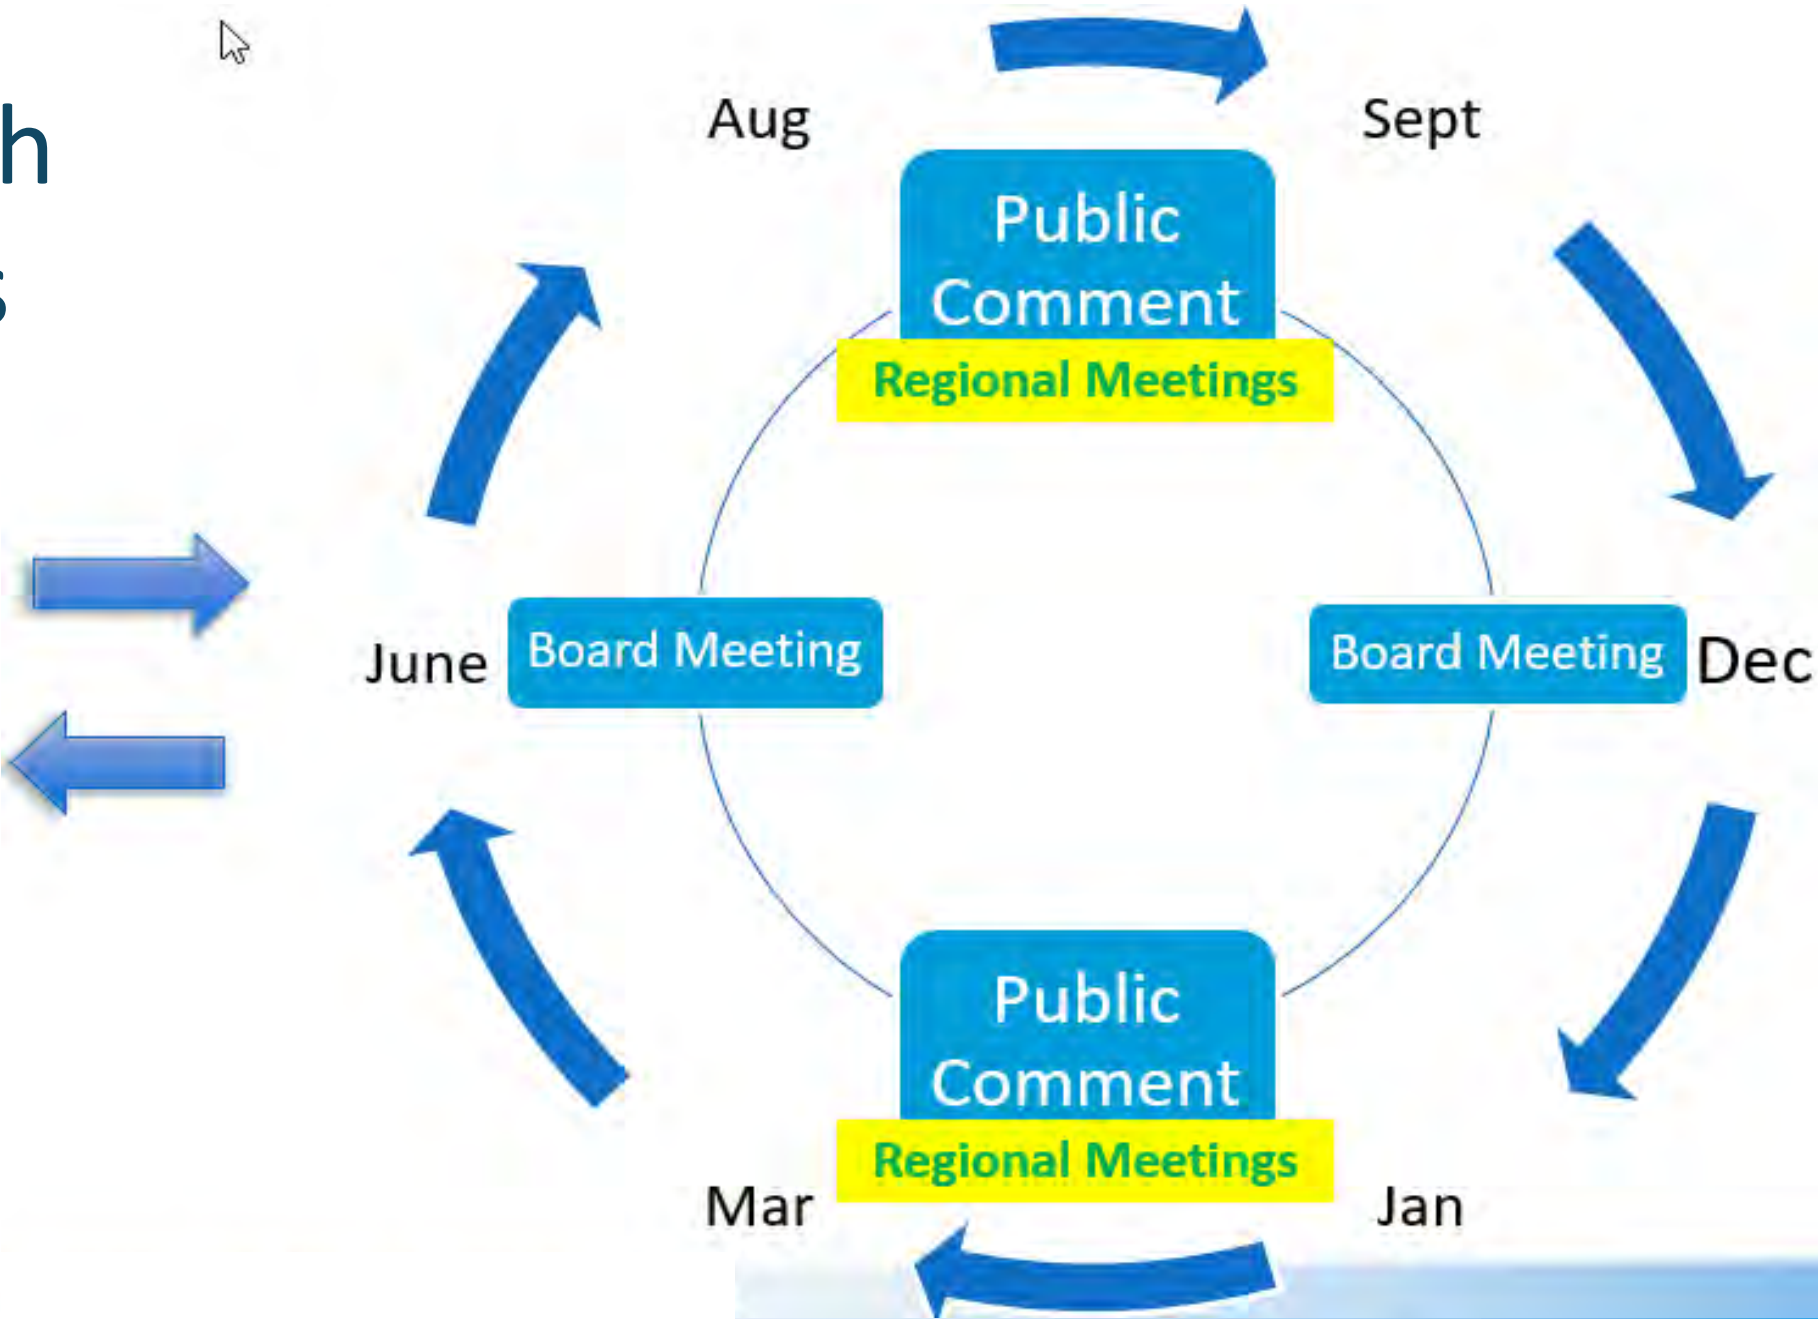 h
s
Aug
Sept
Public
Comment
Regional Meetings
June
Board Meeting
Board Meeting
Dec
Public
Comment
Regional Meetings
Mar
Jan